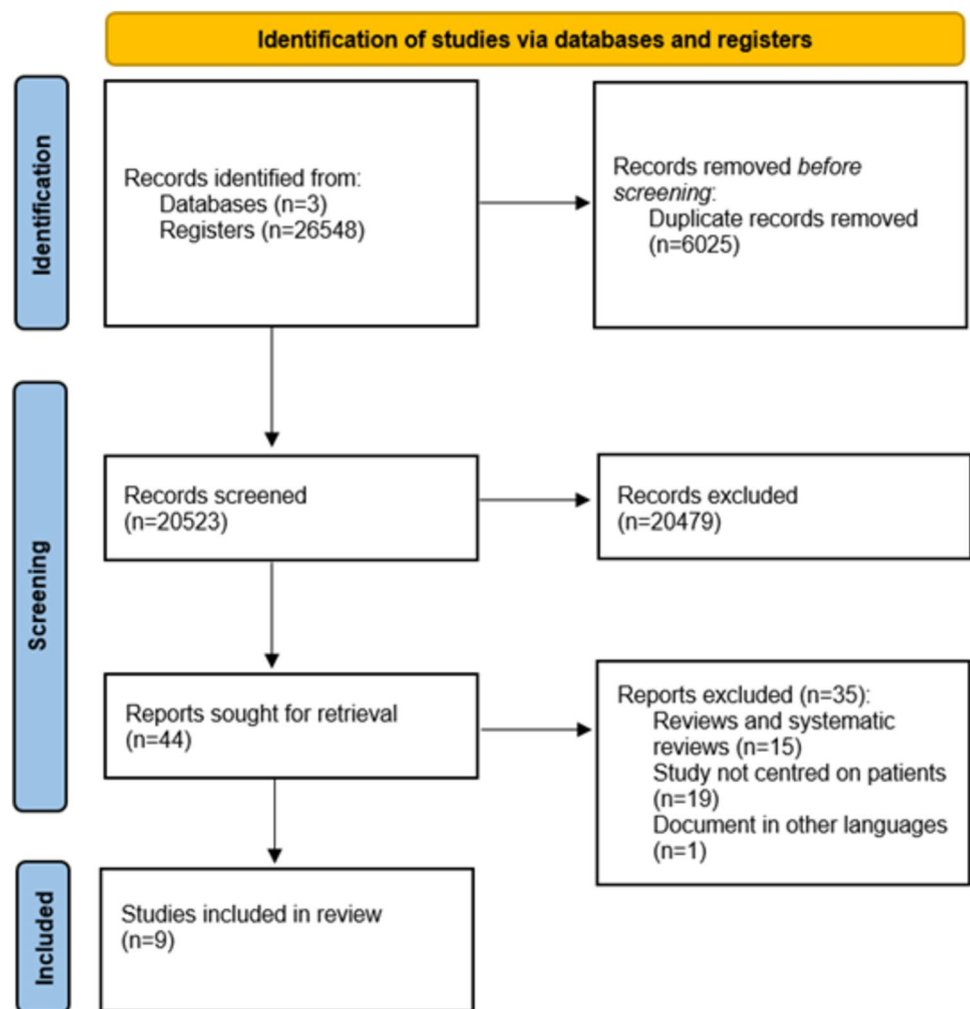 Identification of studies via databases and registers
Identification
Records identified from:
Databases (n=3)
Registers (n=26548)
Records removed before
screening:
Duplicate records removed
(n=6025)
Screening
Records screened
(n=20523)
Records excluded
(n=20479)
Reports sought for retrieval
(n=44)
Reports excluded (n=35):
Reviews and systematic
reviews (n=15)
Study not centred on patients
(n=19)
Document in other languages
(n=1)
Included
Studies included in review
(n=9)